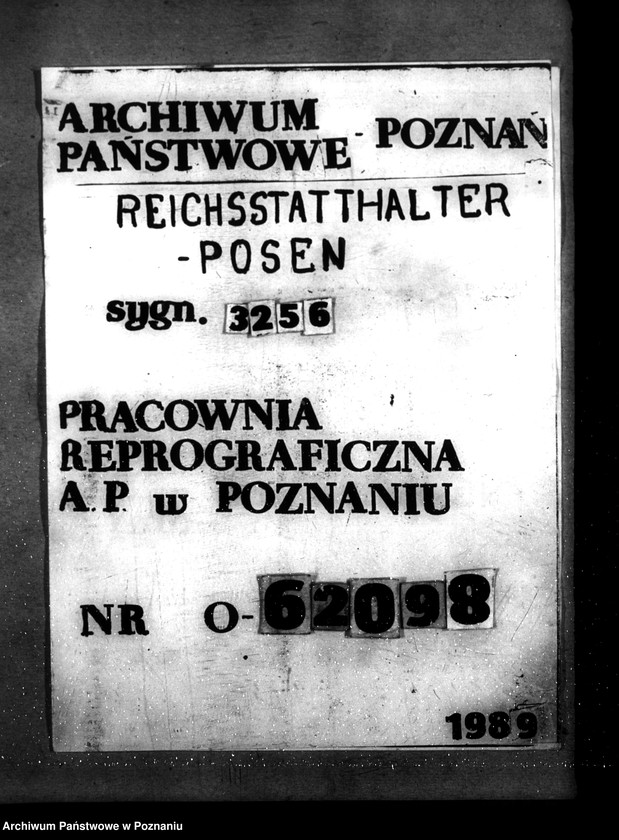 ARCHIWUM
PAŃSTWOWE - POZNAŃ
REICHSSTATTHALTER
-POSEN
sygn. 3256
PRACOWNIA
REPROGRAFICZNA
A.P. w POZNANIU
NR O-62098
1989
Archiwum Państwowe w Poznaniu